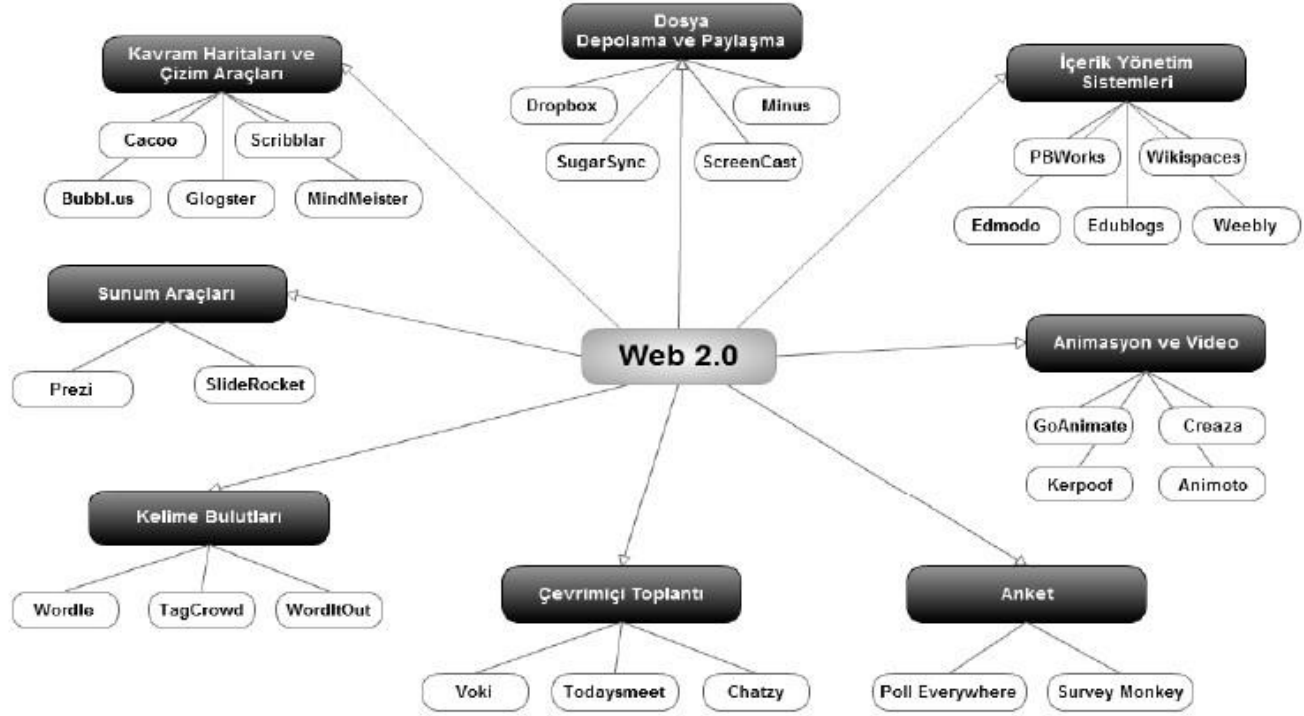 Dosya
Depolama ve Paylaşma
Dropbox
Minus
SugarSync
ScreenCast
Kavram Haritaları ve
Çizim Araçları
Cacoo
Scribblar
Bubbl.us
Glogster
MindMeister
İçerik Yönetim
Sistemleri
PBWorks
Wikispaces
Edmodo
Edublogs
Weebly
Sunum Araçları
Prezi
SlideRocket
Web 2.0
Animasyon ve Video
GoAnimate
Creaza
Kerpoof
Animoto
Kelime Bulutları
Wordle
TagCrowd
WordItOut
Çevrimiçi Toplantı
Voki
Todaysmeet
Chatzy
Anket
Poll Everywhere
Survey Monkey